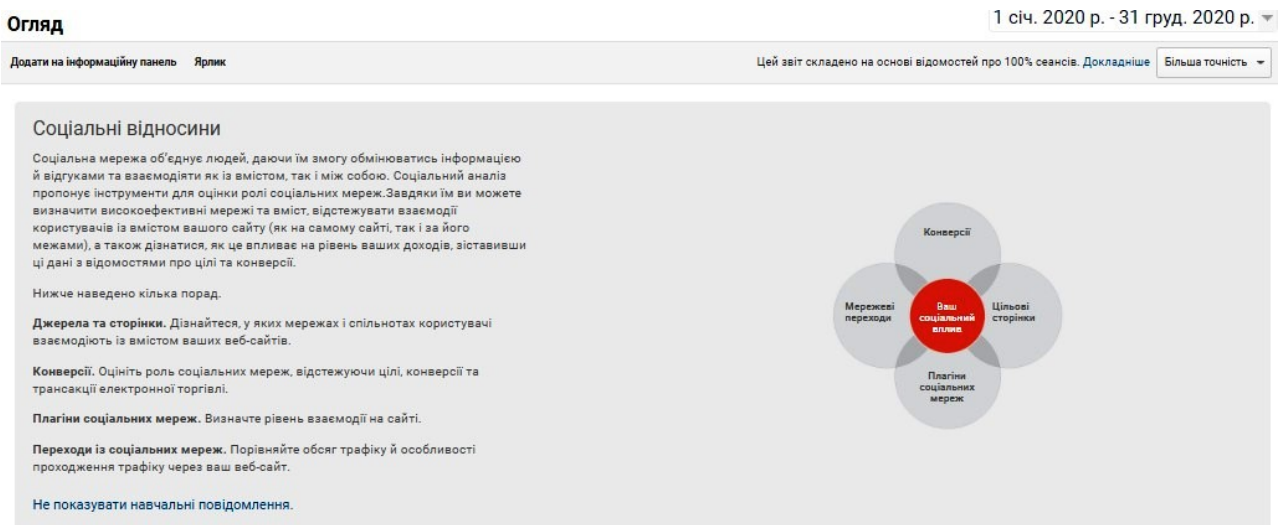 Огляд
1 січ. 2020 р. - 31 груд. 2020 р.
Додати на інформаційну панель Ярлик
Цей звіт складено на основі відомостей про 100% сеансів. Докладніше Більша точність
Соціальні відносини
Соціальна мережа об’єднує людей, даючи їм змогу обмінюватись інформацією
й відгуками та взаємодіяти як із вмістом, так і між собою. Соціальний аналіз
пропонує інструменти для оцінки ролі соціальних мереж.Завдяки їм ви можете
визначити високоефективні мережі та вміст, відстежувати взаємодії
користувачів із вмістом вашого сайту (як на самому сайті, так і за його
межами), а також дізнатися, як це впливає на рівень ваших доходів, зіставивши
ці дані з відомостями про цілі та конверсії.
Нижче наведено кілька порад.
Джерела та сторінки. Дізнайтеся, у яких мережах і спільнотах користувачі
взаємодіють із вмістом ваших веб-сайтів.
Конверсії. Оцініть роль соціальних мереж, відстежуючи цілі, конверсії та
трансакції електронної торгівлі.
Плагіни соціальних мереж. Визначте рівень взаємодії на сайті.
Переходи із соціальних мереж. Порівняйте обсяг трафіку й особливості
проходження трафіку через ваш веб-сайт.
Не показувати навчальні повідомлення.
Конверсії
Мережеві
переходи
Ваш
соціальний
вплив
Цільові
сторінки
Плагіни
соціальних
мереж